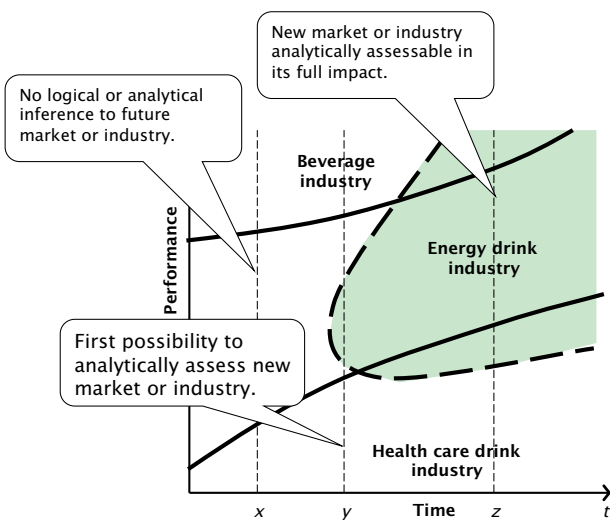 New market or industry
analytically assessable in
its full impact.
No logical or analytical
inference to future
market or industry.
Beverage
industry
Performance
Energy drink
industry
First possibility to
analytically assess new
market or industry.
Health care drink
industry
x
y
Time
z
t